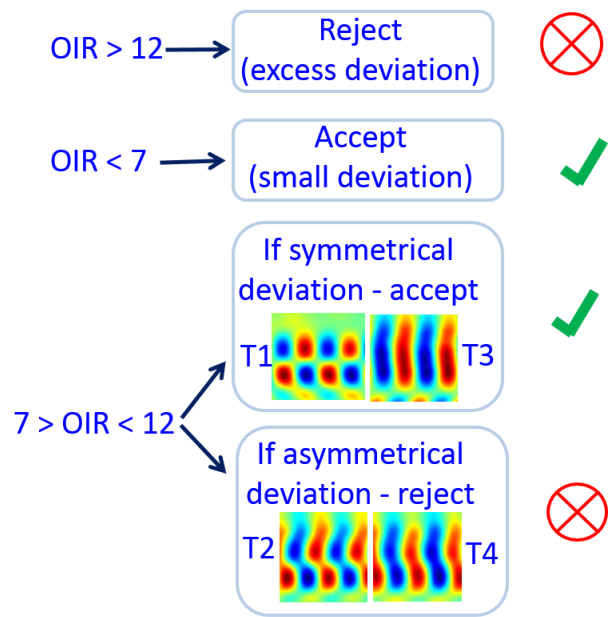 OIR > 12
Reject
(excess deviation)
OIR < 7
Accept
(small deviation)
If symmetrical
deviation - accept
T1
T3
7 > OIR < 12
If asymmetrical
deviation - reject
T2
T4